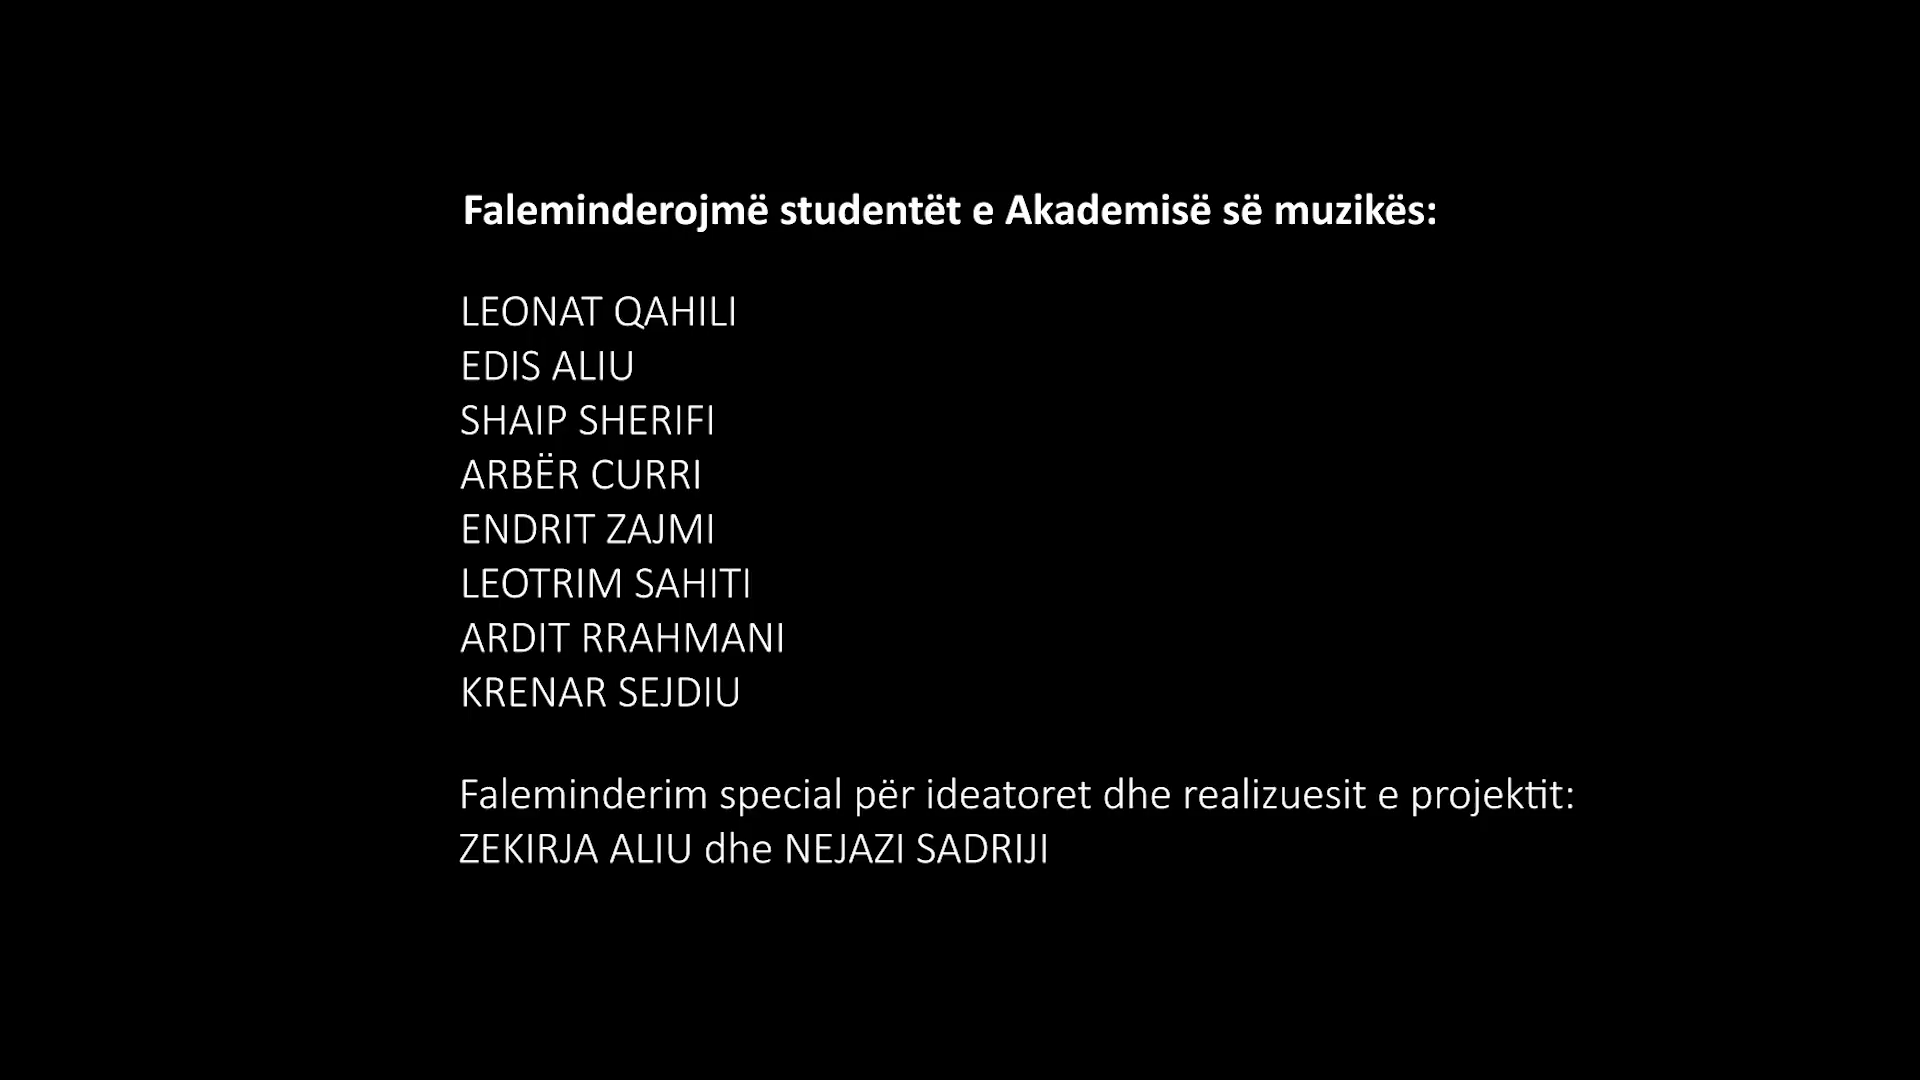 Faleminderojmë studentët e Akademisë së muzikës:
LEONAT QAHILI
EDIS ALIU
SHAIP SHERIFI
ARBËR CURRI
ENDRIT ZAJMI
LEOTRIM SAHITI
ARDIT RRAHMANI
KRENAR SEJDIU
Faleminderim special për ideatoret dhe realizuesit e projektit:
ZEKIRJA ALIU dhe NEJAZI SADRIJI